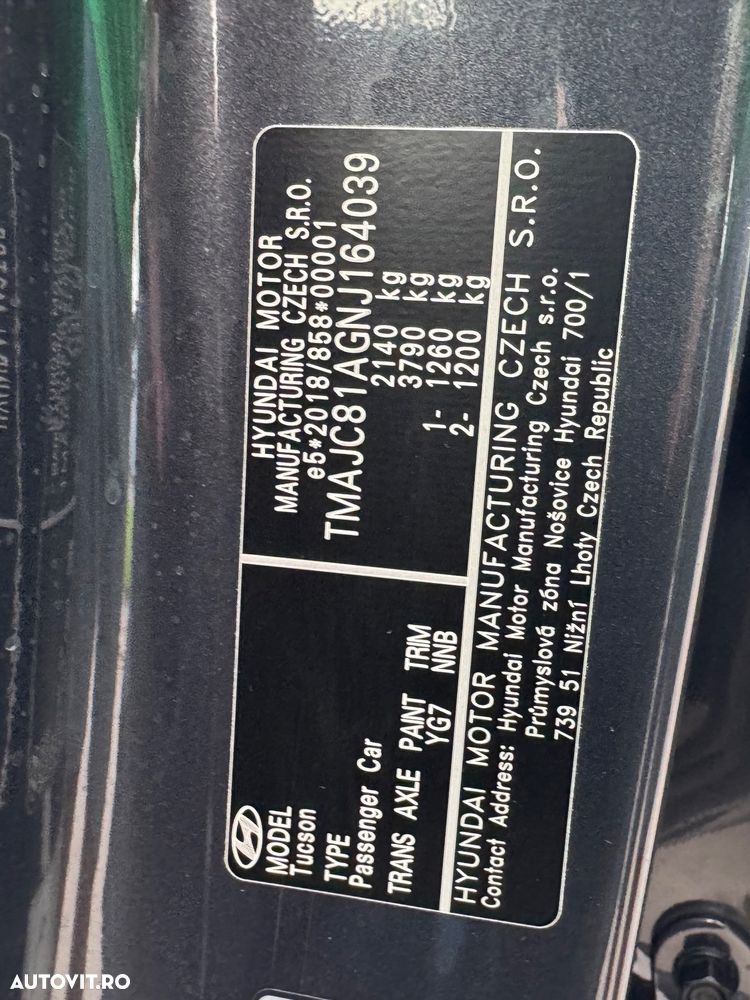 MODEL
Tucson
TYPE
Passenger Car
TRANS AXLE PAINT TRIM
YG7 NNB
HYUNDAI MOTOR
MANUFACTURING CZECH S.R.O.
e5*2018/858*00001
TMAJC81AGNJ164039
2140 kg
3790 kg
1- 1260 kg
2- 1200 kg
HYUNDAI MOTOR MANUFACTURING CZECH S.R.O.
Contact Address: Hyundai Motor Manufacturing Czech s.r.o.
Průmyslová zóna Nošovice Hyundai 700/1
739 51 Nižní Lhoty Czech Republic
AUTOVIT.RO